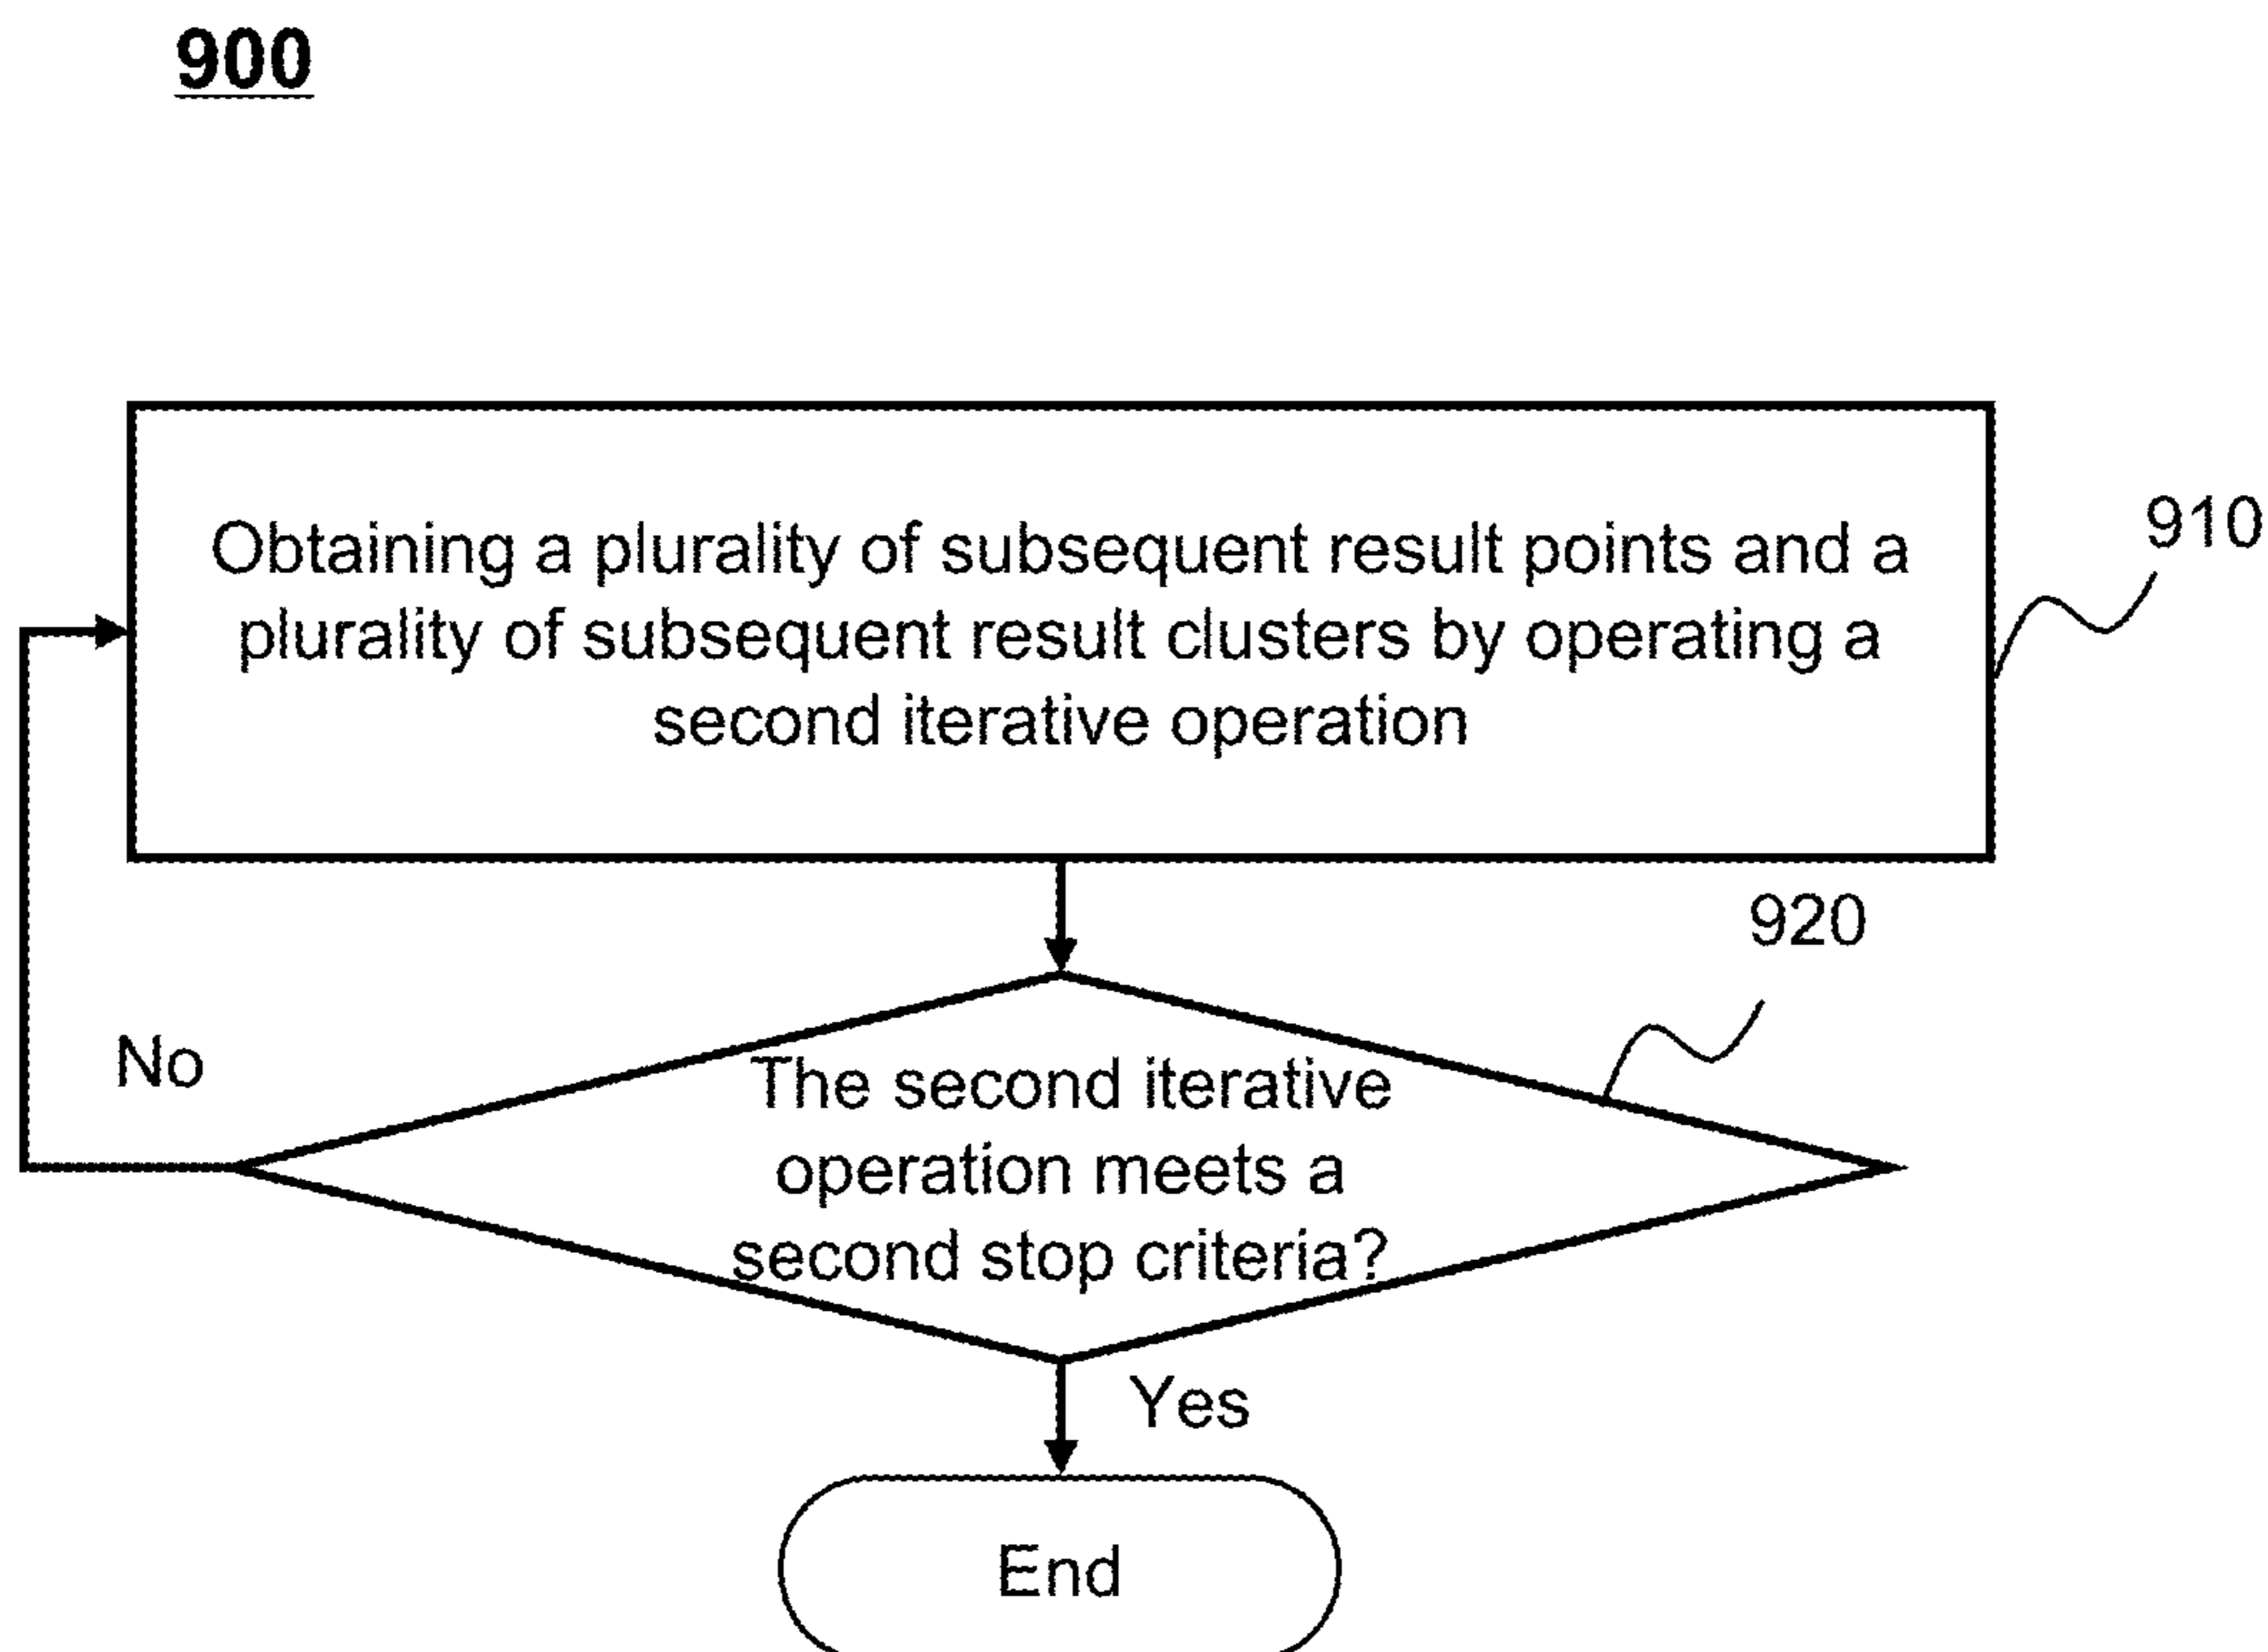 900
Obtaining a plurality of subsequent result points and a
plurality of subsequent result clusters by operating a
second iterative operation
910
920
No
The second iterative
operation meets a
second stop criteria?
Yes
End